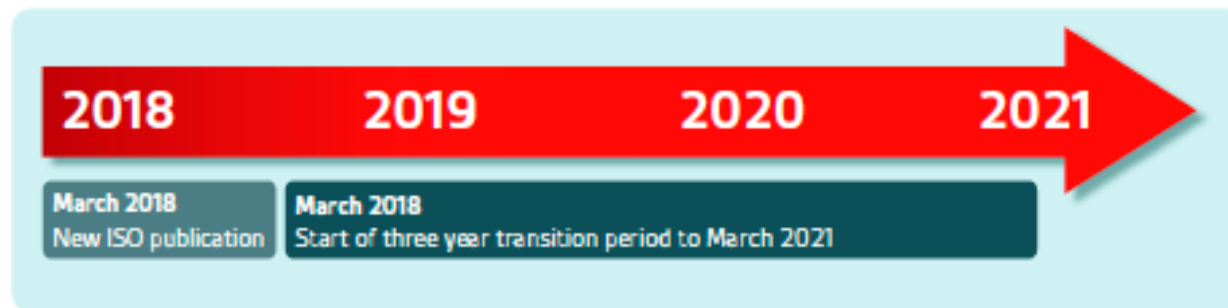 2018 2019 2020 2021
March 2018
New ISO publication
March 2018
Start of three year transition period to March 2021